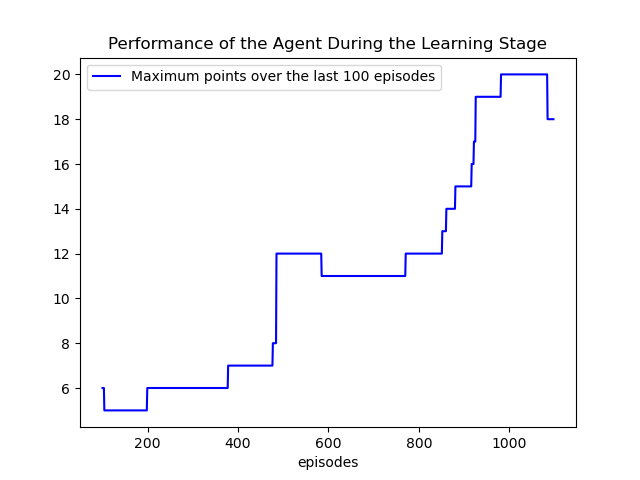 Performance of the Agent During the Learning Stage
Maximum points over the last 100 episodes
20
18
16
14
12
10
8
6
200 400 600 800 1000
episodes